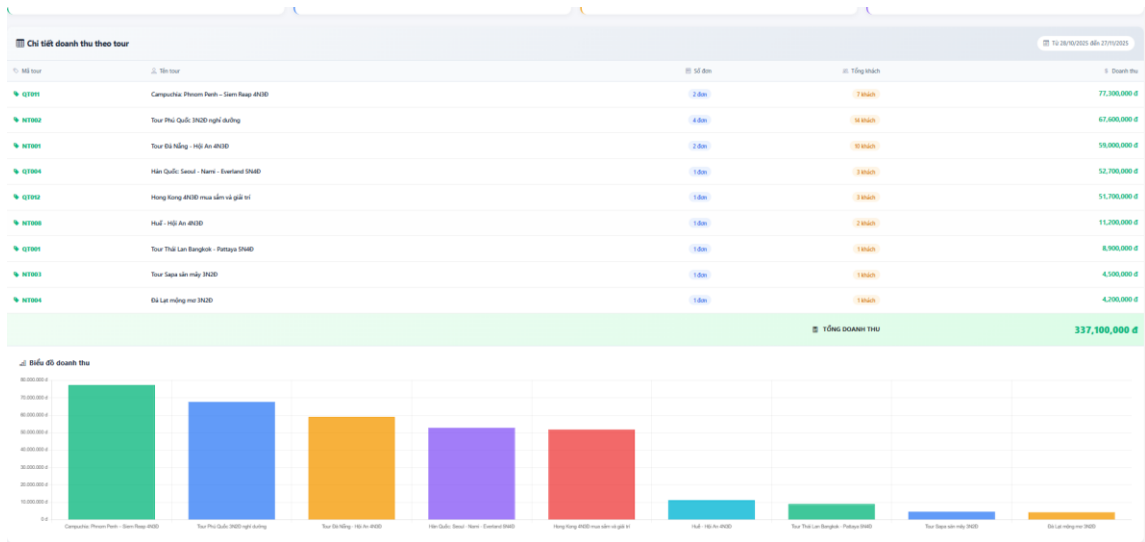 Chi tiết doanh thu theo tour
Từ 28/10/2025 đến 27/11/2025
Mã tour Tên tour Số đơn Tổng khách Doanh thu
QT011 Campuchia: Phnom Penh – Siem Reap 4N3Đ 2 đơn 7 khách 77,300,000 đ
NT002 Tour Phú Quốc 3N2Đ nghỉ dưỡng 4 đơn 14 khách 67,600,000 đ
NT001 Tour Đà Nẵng - Hội An 4N3Đ 2 đơn 10 khách 59,000,000 đ
QT004 Hàn Quốc: Seoul - Nami - Everland 5N4Đ 1 đơn 3 khách 52,700,000 đ
QT012 Hong Kong 4N3Đ mua sắm và giải trí 1 đơn 3 khách 51,700,000 đ
NT008 Huế - Hội An 4N3Đ 1 đơn 2 khách 11,200,000 đ
QT001 Tour Thái Lan Bangkok - Pattaya 5N4Đ 1 đơn 1 khách 8,900,000 đ
NT003 Tour Sapa săn mây 3N2Đ 1 đơn 1 khách 4,500,000 đ
NT004 Đà Lạt mộng mơ 3N2Đ 1 đơn 1 khách 4,200,000 đ
TỔNG DOANH THU 337,100,000 đ
Biểu đồ doanh thu
80.000.000 đ
70.000.000 đ
60.000.000 đ
50.000.000 đ
40.000.000 đ
30.000.000 đ
20.000.000 đ
10.000.000 đ
0 đ
Campuchia: Phnom Penh – Siem Reap 4N3Đ Tour Phú Quốc 3N2Đ nghỉ dưỡng Tour Đà Nẵng - Hội An 4N3Đ Hàn Quốc: Seoul - Nami - Everland 5N4Đ Hong Kong 4N3Đ mua sắm và giải trí Huế - Hội An 4N3Đ Tour Thái Lan Bangkok - Pattaya 5N4Đ Tour Sapa săn mây 3N2Đ Đà Lạt mộng mơ 3N2Đ